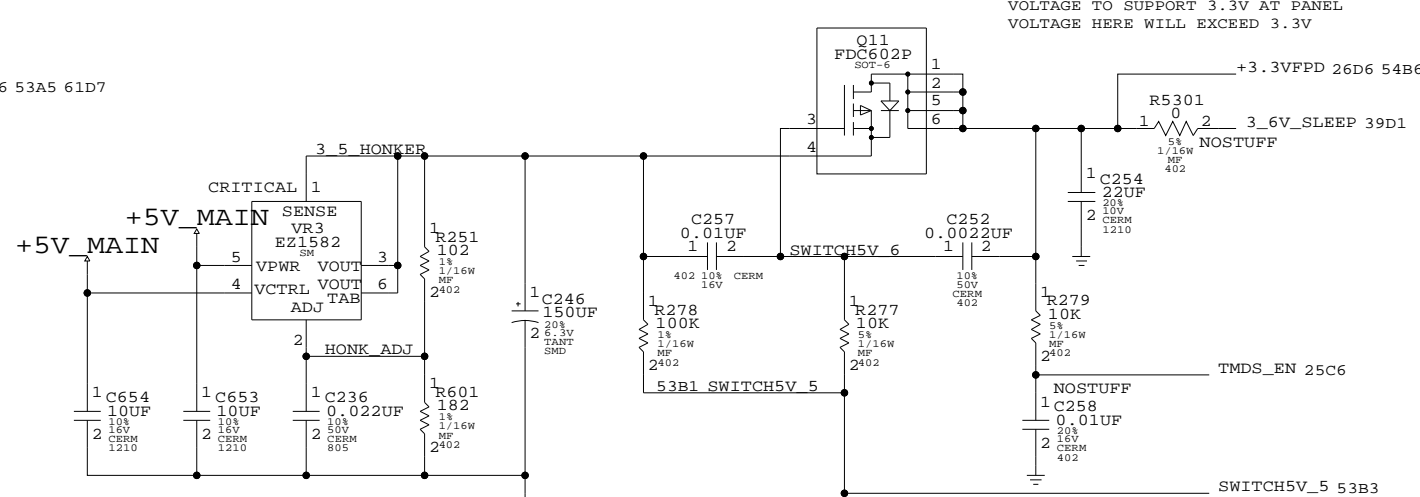 VOLTAGE TO SUPPORT 3.3V AT PANEL
VOLTAGE HERE WILL EXCEED 3.3V
6 53A5 61D7
Q11
FDC602P
SOT-6
1
2
5
6
3
4
+3.3VFPD 26D6 54B6
R5301
0
1 2
5%
1/16W
MF
402
NOSTUFF
3_6V_SLEEP 39D1
3_5_HONKER
CRITICAL 1
SENSE
VR3
EZ1582
SM
5 VPWR VOUT 3
4 VCTRL VOUT 6
TAB
ADJ
2
+5V_MAIN
+5V_MAIN
HONK_ADJ
1
R251
102
1%
1/16W
MF
2 402
1
C246
150UF
20%
6.3V
TANT
SMD
2
+
C257
0.01UF
1 2
402 10% CERM
16V
SWITCH5V_6
C252
0.0022UF
1 2
10%
50V
CERM
402
1
C254
22UF
20%
10V
CERM
1210
2
1
R278
100K
1%
1/16W
MF
2 402
1
R277
10K
5%
1/16W
MF
2 402
1
R279
10K
5%
1/16W
MF
2 402
53B1 SWITCH5V_5
TMDS_EN 25C6
1
C654
10UF
10%
16V
CERM
1210
2
1
C653
10UF
10%
16V
CERM
1210
2
1
C236
0.022UF
10%
50V
CERM
805
2
1
R601
182
1%
1/16W
MF
2 402
NOSTUFF
1
C258
0.01UF
20%
16V
CERM
402
2
SWITCH5V_5 53B3